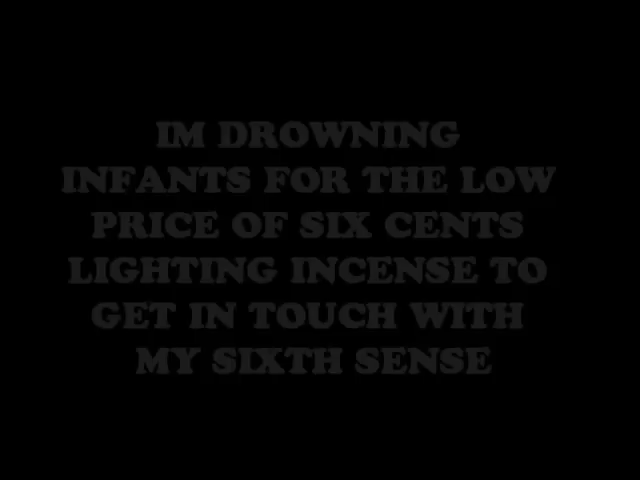 IM DROWNING
INFANTS FOR THE LOW
PRICE OF SIX CENTS
LIGHTING INCENSE TO
GET IN TOUCH WITH
MY SIXTH SENSE